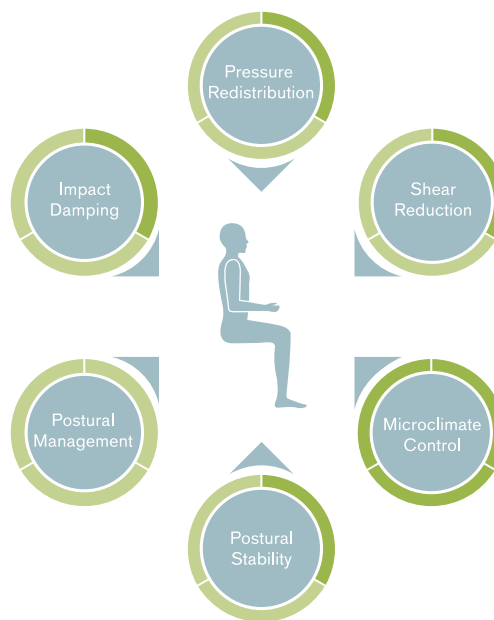 Pressure
Redistribution
Impact
Damping
Shear
Reduction
Postural
Management
Microclimate
Control
Postural
Stability